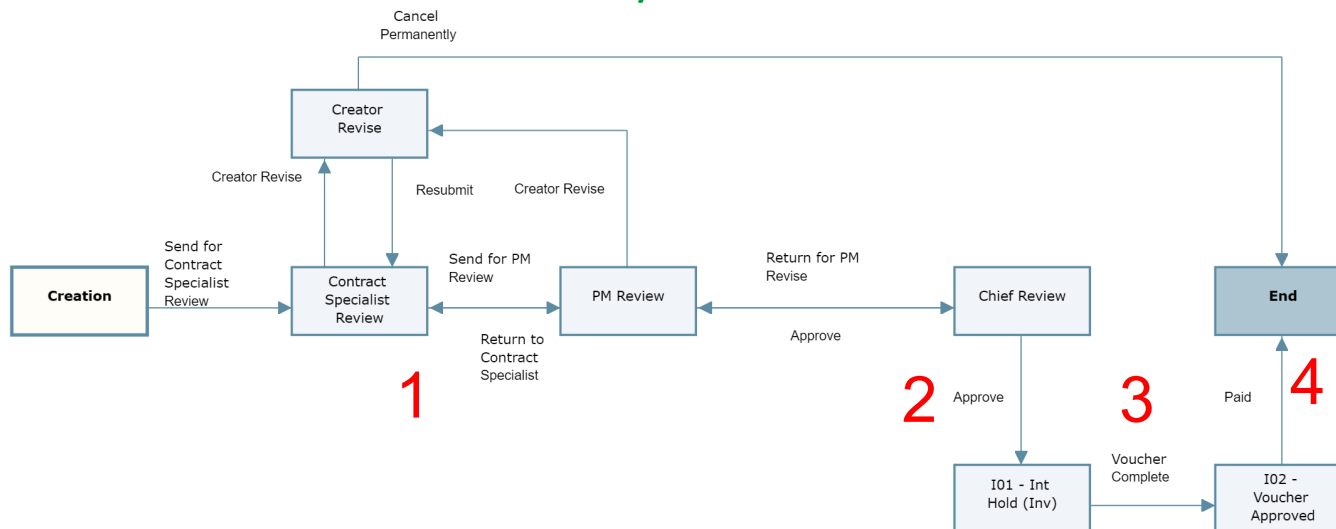 Cancel
Permanently
Creator
Revise
Creator Revise
Resubmit
Creator Revise
Send for
Contract
Specialist
Review
Send for PM
Review
Return for PM
Revise
Creation
Contract
Specialist
Review
PM Review
Chief Review
End
Return to
Contract
Specialist
Approve
1
2
Approve
3
Paid
4
Voucher
Complete
I01 - Int
Hold (Inv)
I02 -
Voucher
Approved